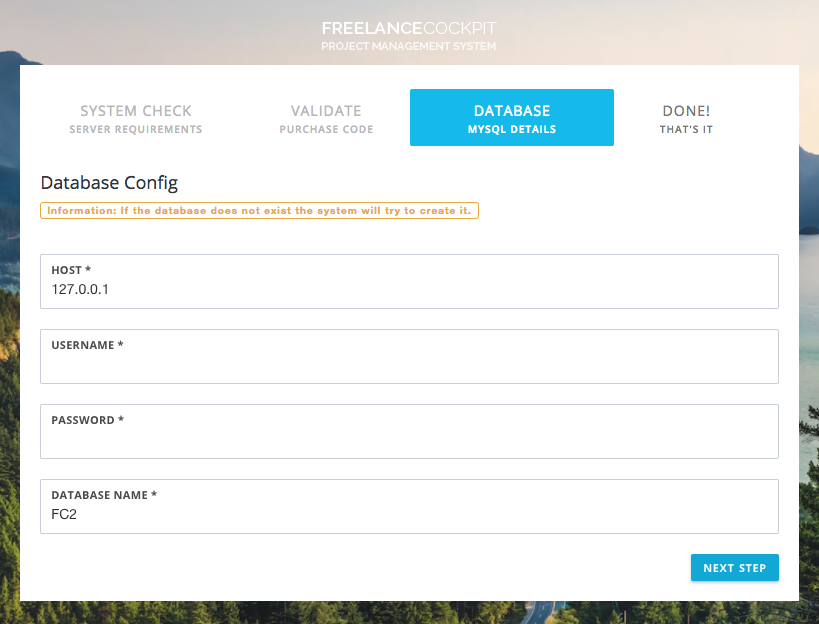 FREELANCECOCKPIT
PROJECT MANAGEMENT SYSTEM
SYSTEM CHECK
SERVER REQUIREMENTS
VALIDATE
PURCHASE CODE
DATABASE
MYSQL DETAILS
DONE!
THAT'S IT
Database Config
Information: If the database does not exist the system will try to create it.
HOST *
127.0.0.1
USERNAME *
PASSWORD *
DATABASE NAME *
FC2
NEXT STEP